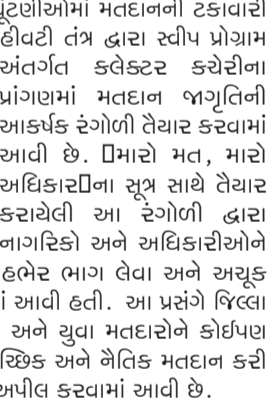 ચૂંટણીઓમાં મતદાનની ટકાવારી
હીવટી તંત્ર દ્વારા સ્વીપ પ્રોગ્રામ
અંતર્ગત કલેક્ટર કચેરીના
પ્રાંગણમાં મતદાન જાગૃતિની
આકર્ષક રંગોળી તૈયાર કરવામાં
આવી છે. મારો મત, મારો
અધિકારના સૂત્ર સાથે તૈયાર
કરાયેલી આ રંગોળી દ્વારા
નાગરિકો અને અધિકારીઓને
હભેર ભાગ લેવા અને અચૂક
ાં આવી હતી. આ પ્રસંગે જિલ્લા
અને યુવા મતદારોને કોઈપણ
ચ્છિક અને નૈતિક મતદાન કરી
અપીલ કરવામાં આવી છે.